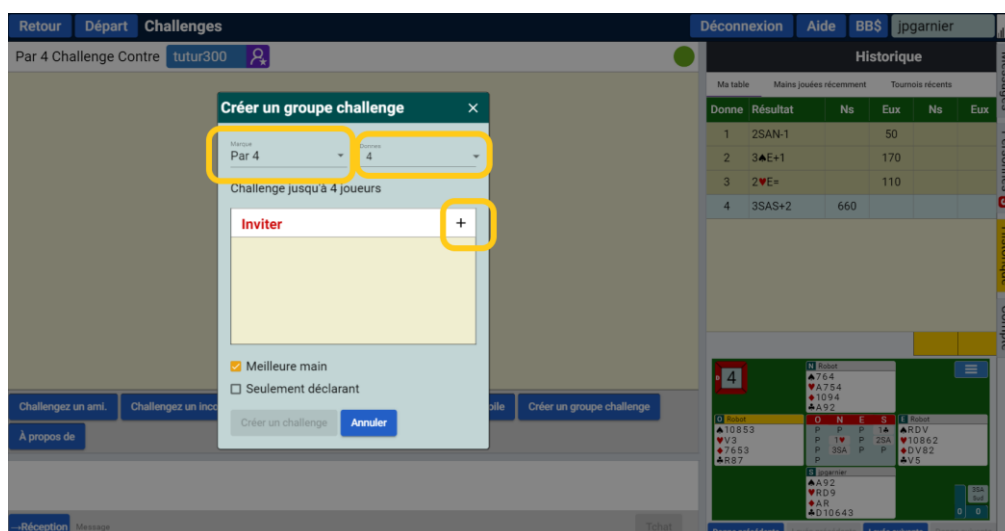 Retour Départ Challenges Déconnexion Aide BB$ jpgarnier
Par 4 Challenge Contre tutur300
Historique
Ma table Mains jouées récemment Tournois récents
Donne Résultat Ns Eux Ns Eux
1 2SAN-1 50
2 3♠E+1 170
3 2♥E= 110
4 3SAS+2 660
Créer un groupe challenge ×
Marque
Par 4
Donnes
4
Challenge jusqu'à 4 joueurs
Inviter +
Meilleure main
Seulement déclarant
Créer un challenge Annuler
Challengez un ami. Challengez un inco
Créer un groupe challenge
À propos de
→Réception Message Tchat
4
N Robot
♠A764
♥A754
♦1094
♣A92
O Robot
♠10853
♥V3
♦7653
♣R87
O N E S
P P P 1♣
P 1♥ P 2SA
P 3SA P P
P
E Robot
♠RDV
♥10862
♦DV82
♣V5
S jpgarnier
♠A92
♥RD9
♦AR
♣D10643
3SA
0 0